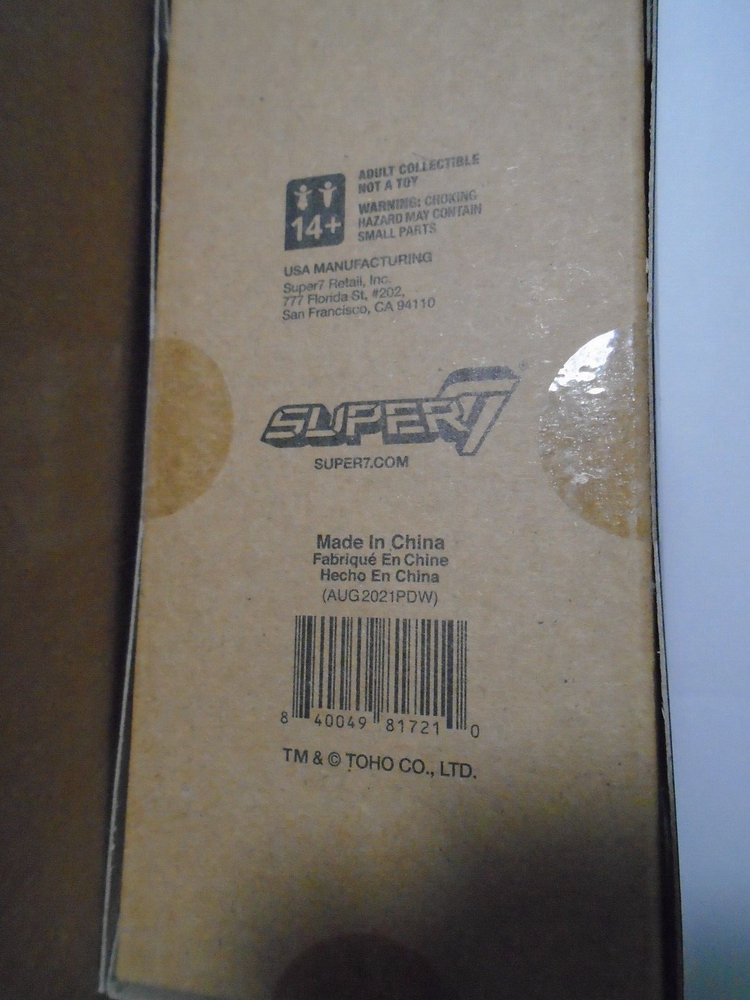 14+
ADULT COLLECTIBLE
NOT A TOY
WARNING: CHOKING
HAZARD MAY CONTAIN
SMALL PARTS
USA MANUFACTURING
Super7 Retail, Inc.
777 Florida St, #202,
San Francisco, CA 94110
SUPER7
SUPER7.COM
Made In China
Fabriqué En Chine
Hecho En China
(AUG2021PDW)
8 40049 81721 0
TM & © TOHO CO., LTD.